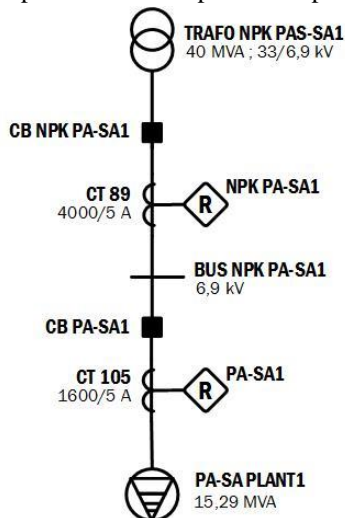 TRAFO NPK PAS-SA1
40 MVA ; 33/6,9 kV
CB NPK PA-SA1
CT 89
4000/5 A
R
NPK PA-SA1
BUS NPK PA-SA1
6,9 kV
CB PA-SA1
CT 105
1600/5 A
R
PA-SA1
PA-SA PLANT1
15,29 MVA